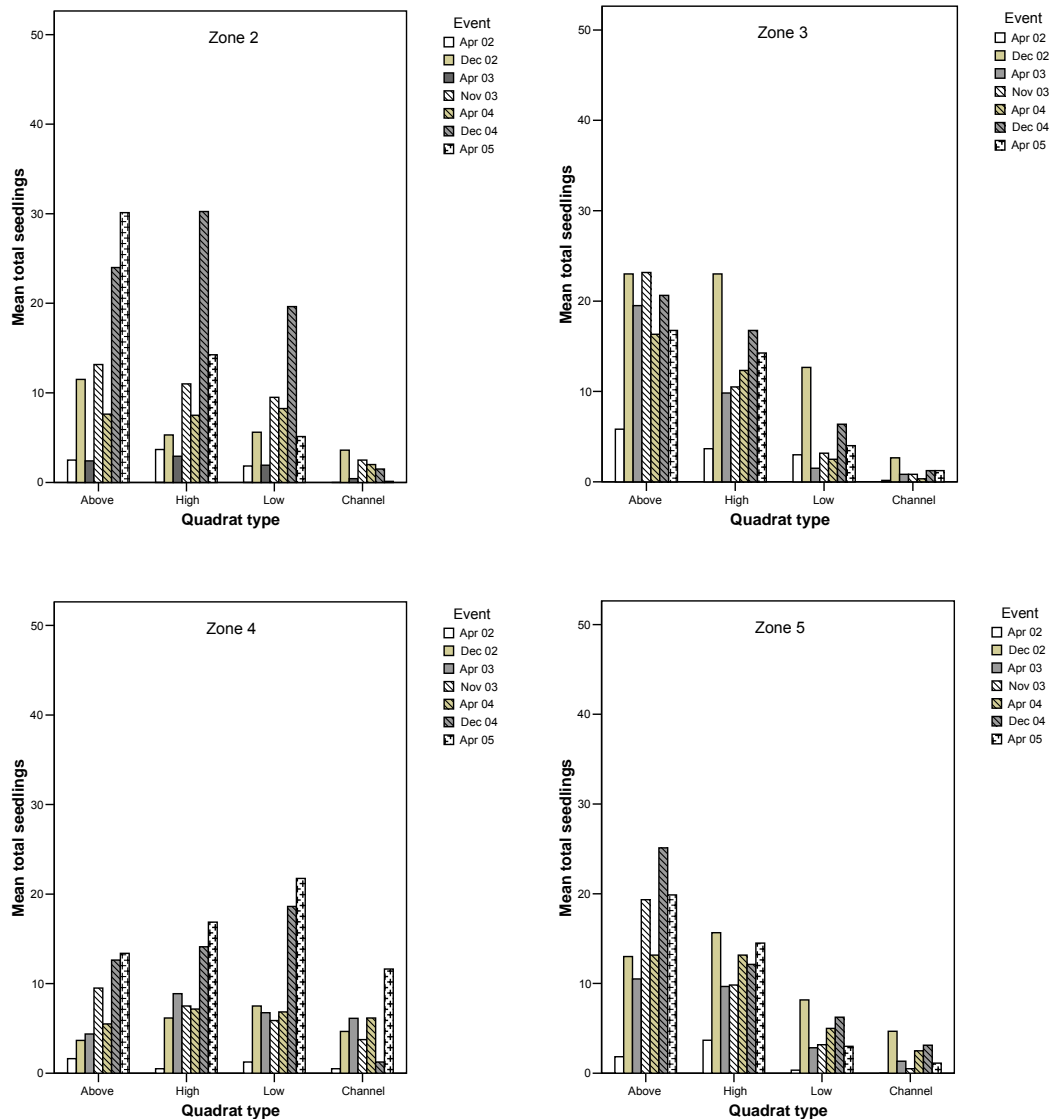 Zone 2
Event
Apr 02
Dec 02
Apr 03
Nov 03
Apr 04
Dec 04
Apr 05
Mean total seedlings
50
40
30
20
10
0
Above High Low Channel
Quadrat type
Zone 3
Event
Apr 02
Dec 02
Apr 03
Nov 03
Apr 04
Dec 04
Apr 05
Mean total seedlings
50
40
30
20
10
0
Above High Low Channel
Quadrat type
Zone 4
Event
Apr 02
Dec 02
Apr 03
Nov 03
Apr 04
Dec 04
Apr 05
Mean total seedlings
50
40
30
20
10
0
Above High Low Channel
Quadrat type
Zone 5
Event
Apr 02
Dec 02
Apr 03
Nov 03
Apr 04
Dec 04
Apr 05
Mean total seedlings
50
40
30
20
10
0
Above High Low Channel
Quadrat type